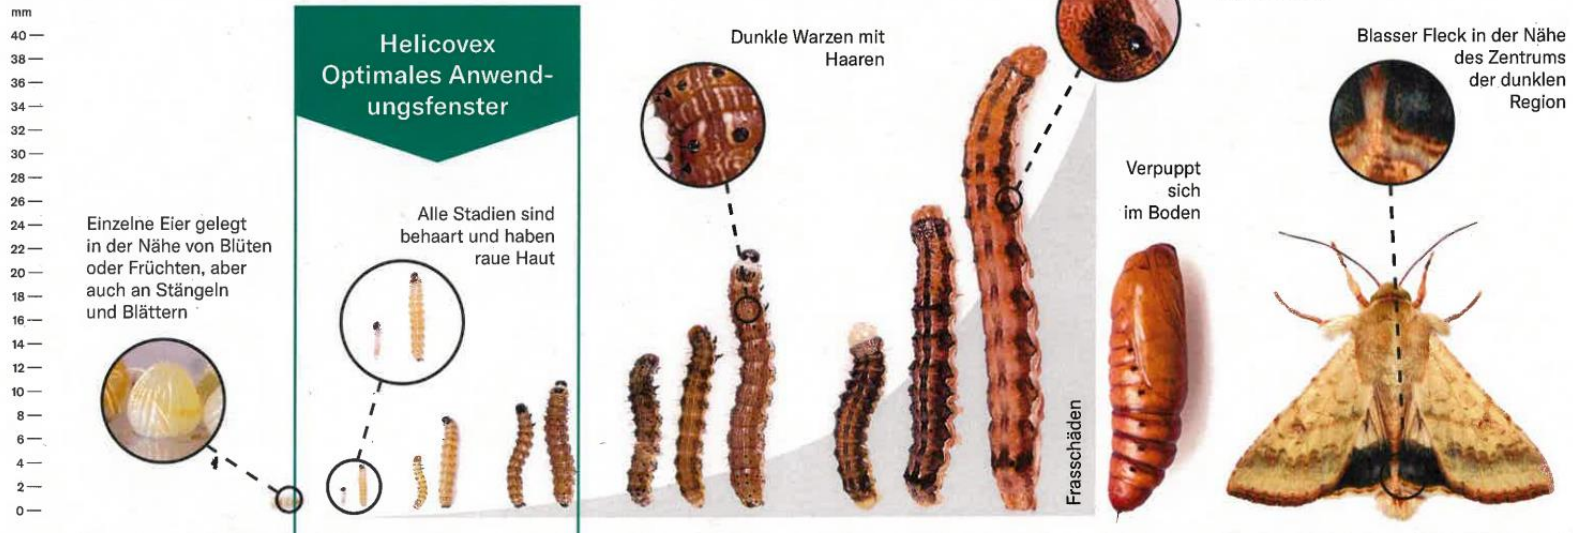 mm
40
38
36
34
32
30
28
26
24
22
20
18
16
14
12
10
8
6
4
2
0
Einzelne Eier gelegt
in der Nähe von Blüten
oder Früchten, aber
auch an Stängeln
und Blättern
Helicovex
Optimales Anwend-
ungsfenster
Alle Stadien sind
behaart und haben
raue Haut
Dunkle Warzen mit
Haaren
Frasschäden
Verpuppt
sich
im Boden
Blasser Fleck in der Nähe
des Zentrums
der dunklen
Region